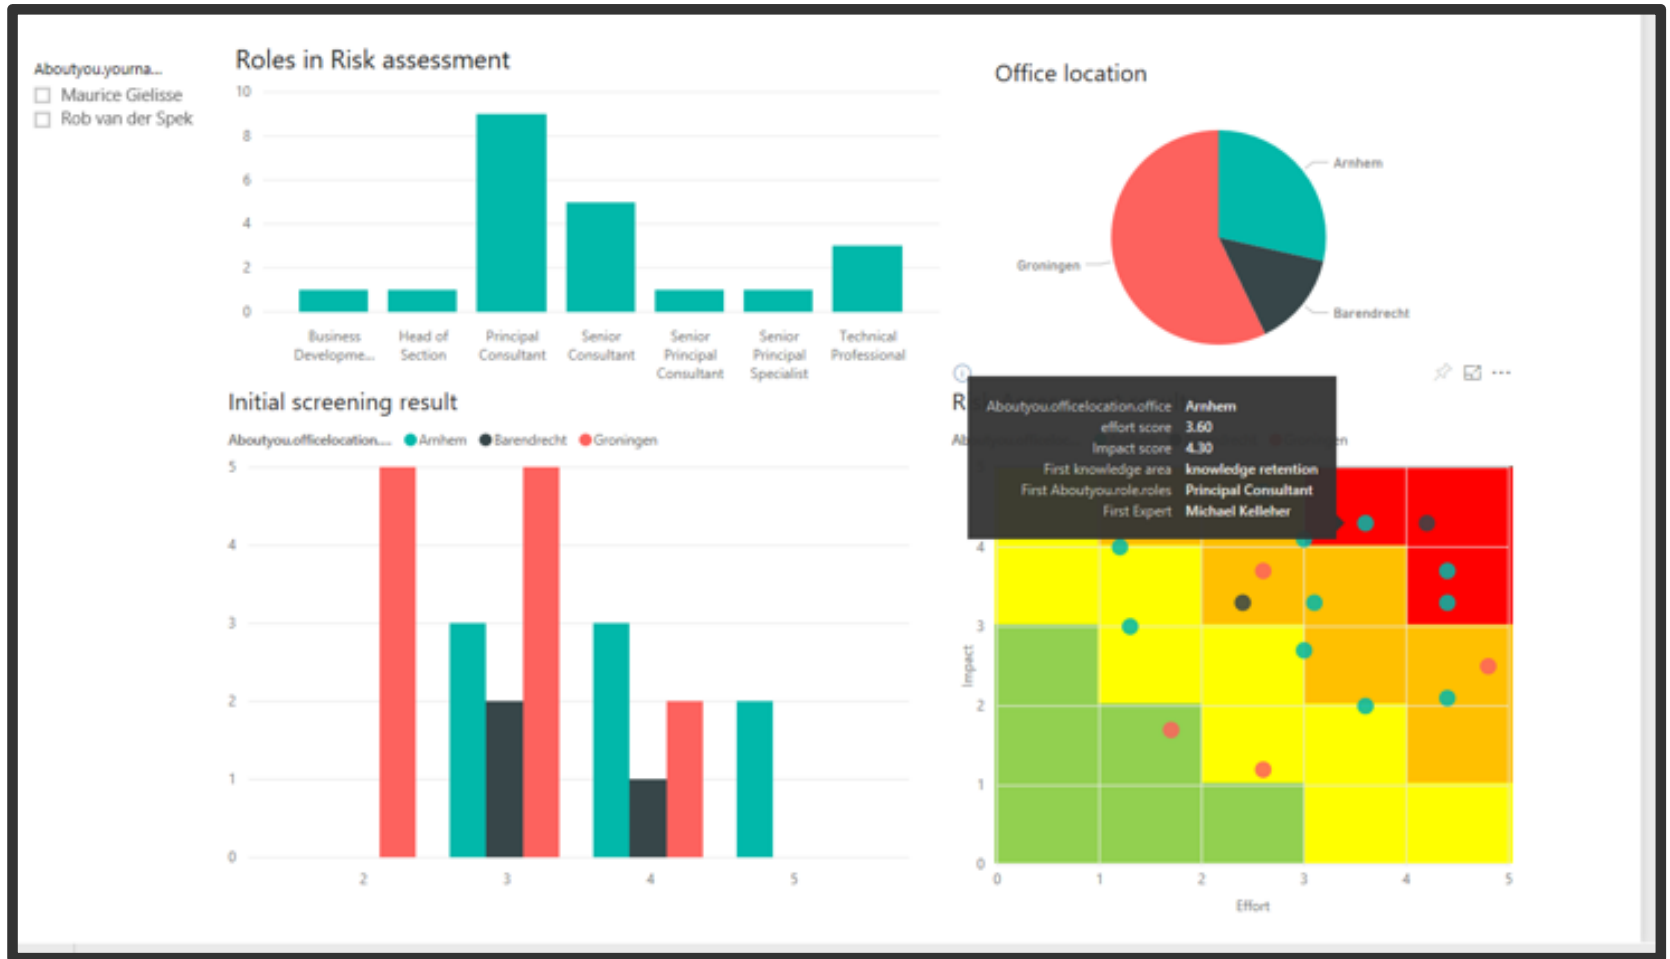 Aboutyou.yourna...
Maurice Gielisse
Rob van der Spek
Roles in Risk assessment
10
8
6
4
2
0
Business Developme...
Head of Section
Principal Consultant
Senior Consultant
Senior Principal Consultant
Senior Principal Specialist
Technical Professional
Office location
Arnhem
Groningen
Barendrecht
Initial screening result
Aboutyou.officelocation.... Arnhem Barendrecht Groningen
5
4
3
2
1
0
2 3 4 5
Aboutyou.officelocation.office Arnhem
effort score 3.60
Impact score 4.30
First knowledge area knowledge retention
First Aboutyou.role.roles Principal Consultant
First Expert Michael Kelleher
4
3
2
1
0
Impact
0 1 2 3 4 5
Effort